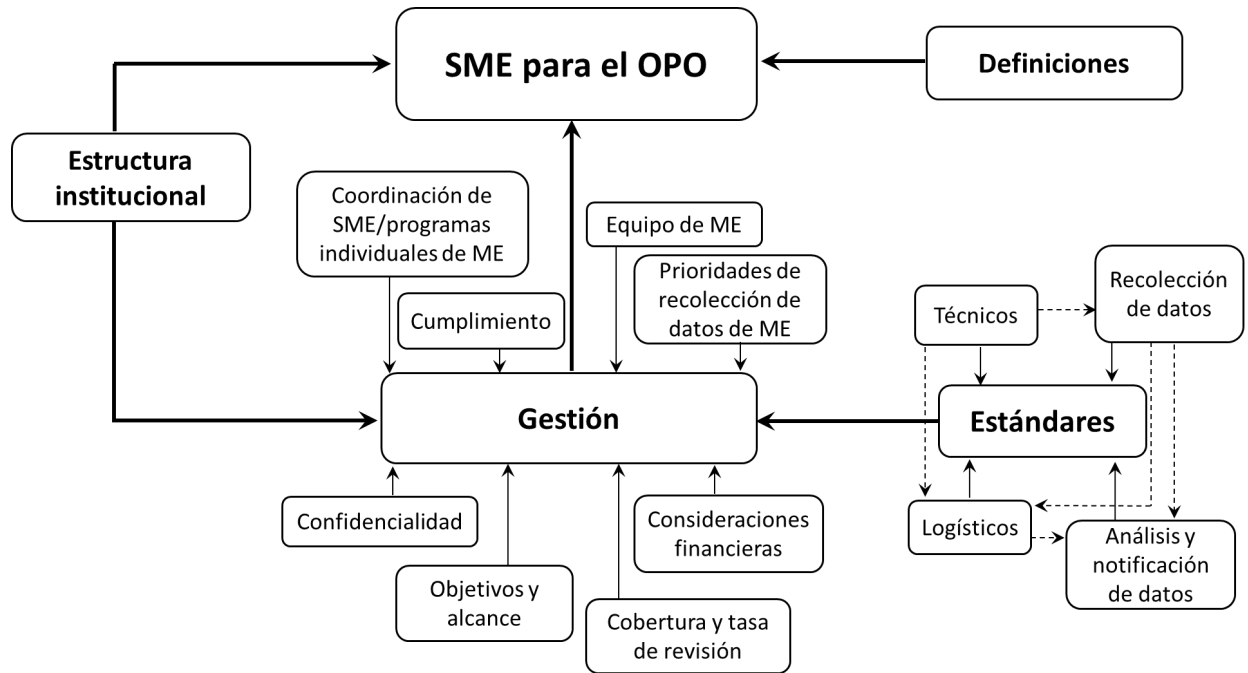 SME para el OPO
Definiciones
Estructura
institucional
Coordinación de
SME/programas
individuales de ME
Equipo de ME
Cumplimiento
Prioridades de
recolección de
datos de ME
Técnicos
Recolección
de datos
Gestión
Estándares
Confidencialidad
Objetivos y
alcance
Cobertura y tasa
de revisión
Consideraciones
financieras
Logísticos
Análisis y
notificación
de datos